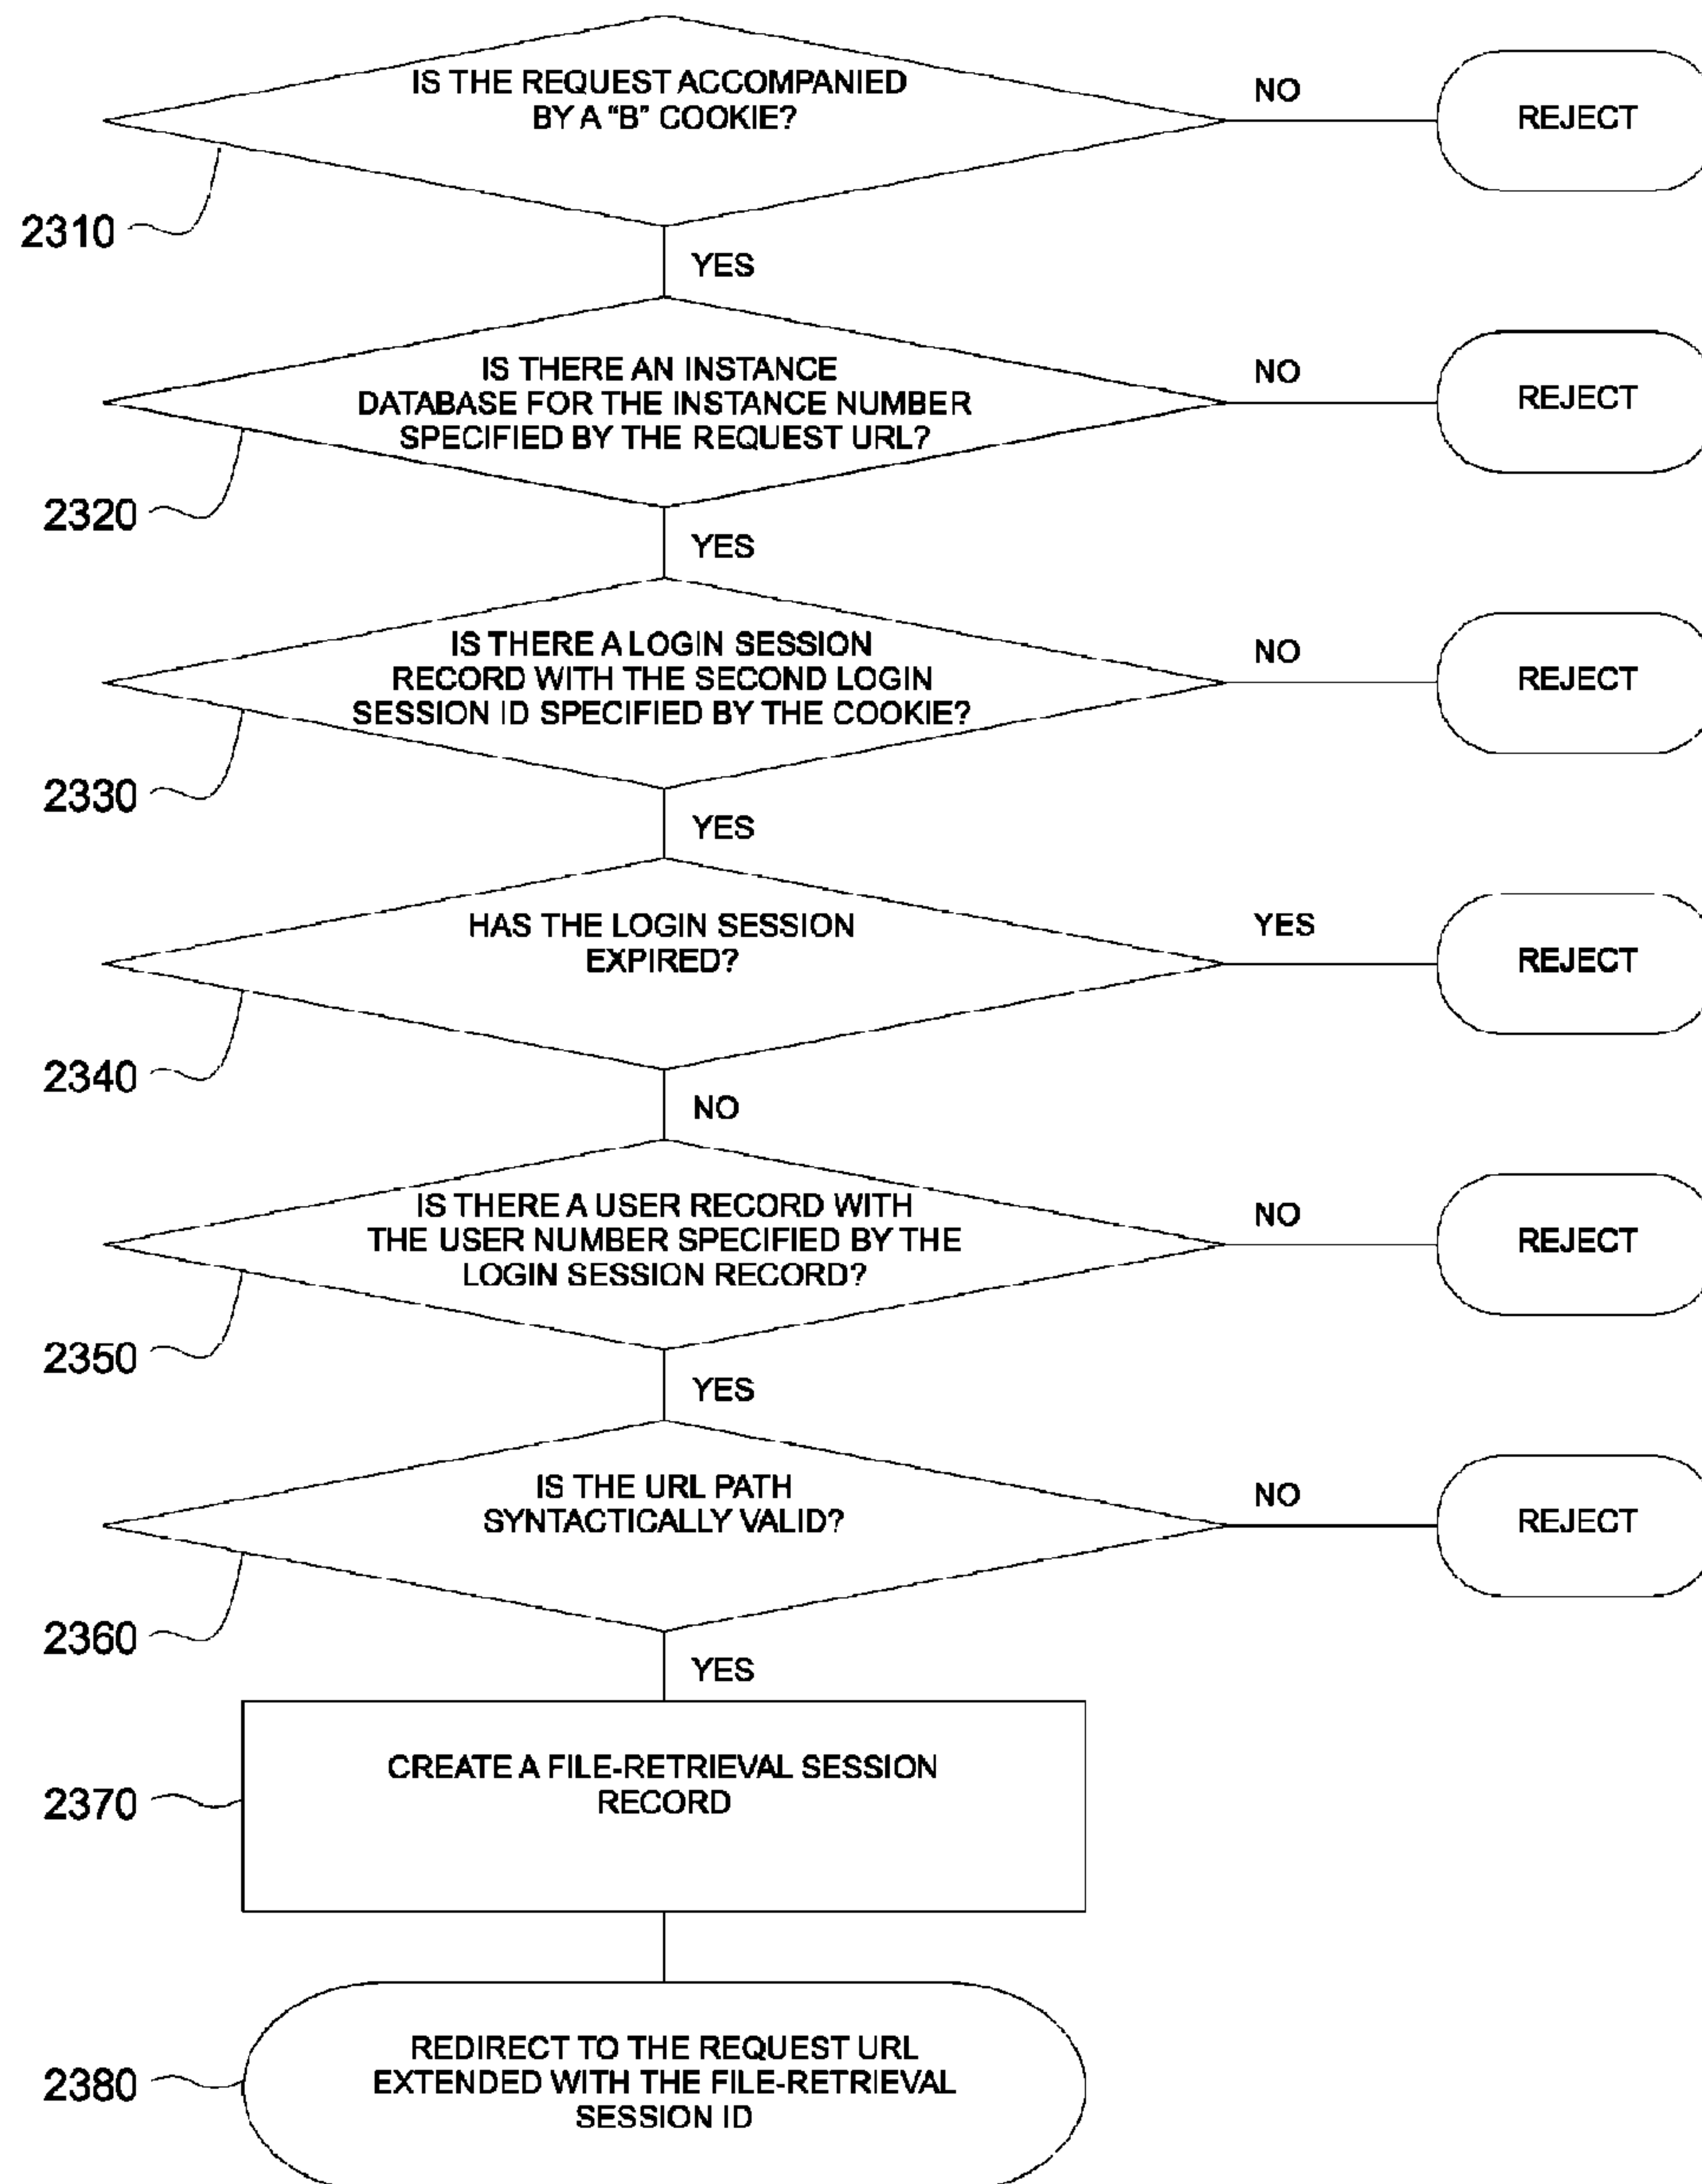 IS THE REQUEST ACCOMPANIED
BY A "B" COOKIE?
NO
REJECT
2310
YES
IS THERE AN INSTANCE
DATABASE FOR THE INSTANCE NUMBER
SPECIFIED BY THE REQUEST URL?
NO
REJECT
2320
YES
IS THERE A LOGIN SESSION
RECORD WITH THE SECOND LOGIN
SESSION ID SPECIFIED BY THE COOKIE?
NO
REJECT
2330
YES
HAS THE LOGIN SESSION
EXPIRED?
YES
REJECT
2340
NO
IS THERE A USER RECORD WITH
THE USER NUMBER SPECIFIED BY THE
LOGIN SESSION RECORD?
NO
REJECT
2350
YES
IS THE URL PATH
SYNTACTICALLY VALID?
NO
REJECT
2360
YES
CREATE A FILE-RETRIEVAL SESSION
RECORD
2370
REDIRECT TO THE REQUEST URL
EXTENDED WITH THE FILE-RETRIEVAL
SESSION ID
2380